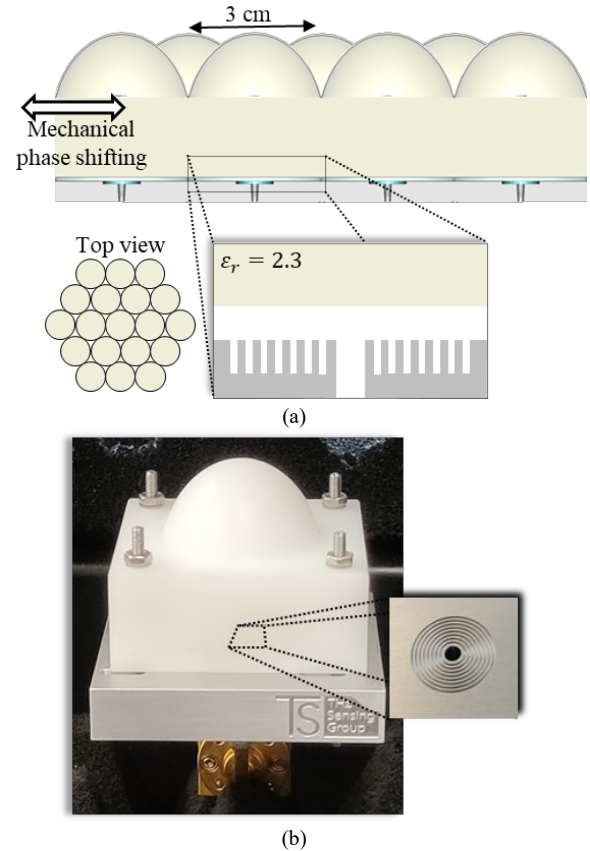 3 cm
Mechanical
phase shifting
Top view
εᵣ = 2.3
(a)
TS
THz
Sensing
Group
(b)